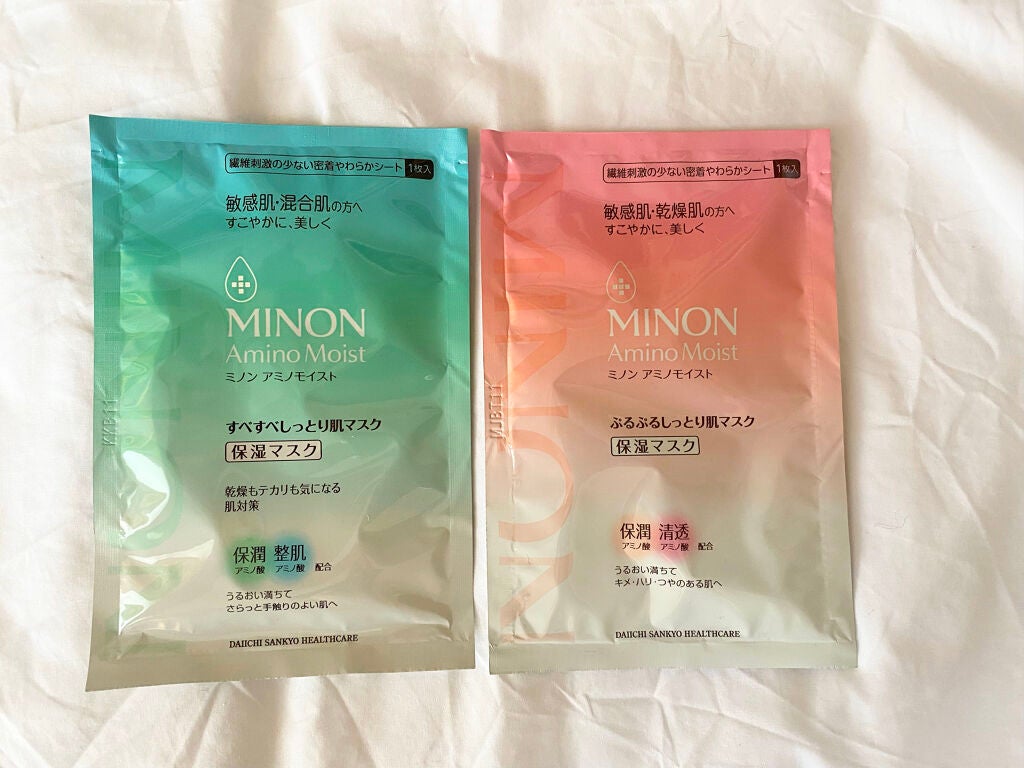 繊維刺激の少ない密着やわらかシート 1枚入
敏感肌・混合肌の方へ
すこやかに、美しく
MINON
Amino Moist
ミノン アミノモイスト
すべすべしっとり肌マスク
保湿マスク
乾燥もテカリも気になる
肌対策
保潤 整肌
アミノ酸 アミノ酸 配合
うるおい満ちて
さらっと手触りのよい肌へ
DAIICHI SANKYO HEALTHCARE
繊維刺激の少ない密着やわらかシート 1枚入
敏感肌・乾燥肌の方へ
すこやかに、美しく
MINON
MINON
Amino Moist
ミノン アミノモイスト
ぷるぷるしっとり肌マスク
保湿マスク
保潤 清透
アミノ酸 アミノ酸 配合
うるおい満ちて
キメ・ハリ・つやのある肌へ
DAIICHI SANKYO HEALTHCARE